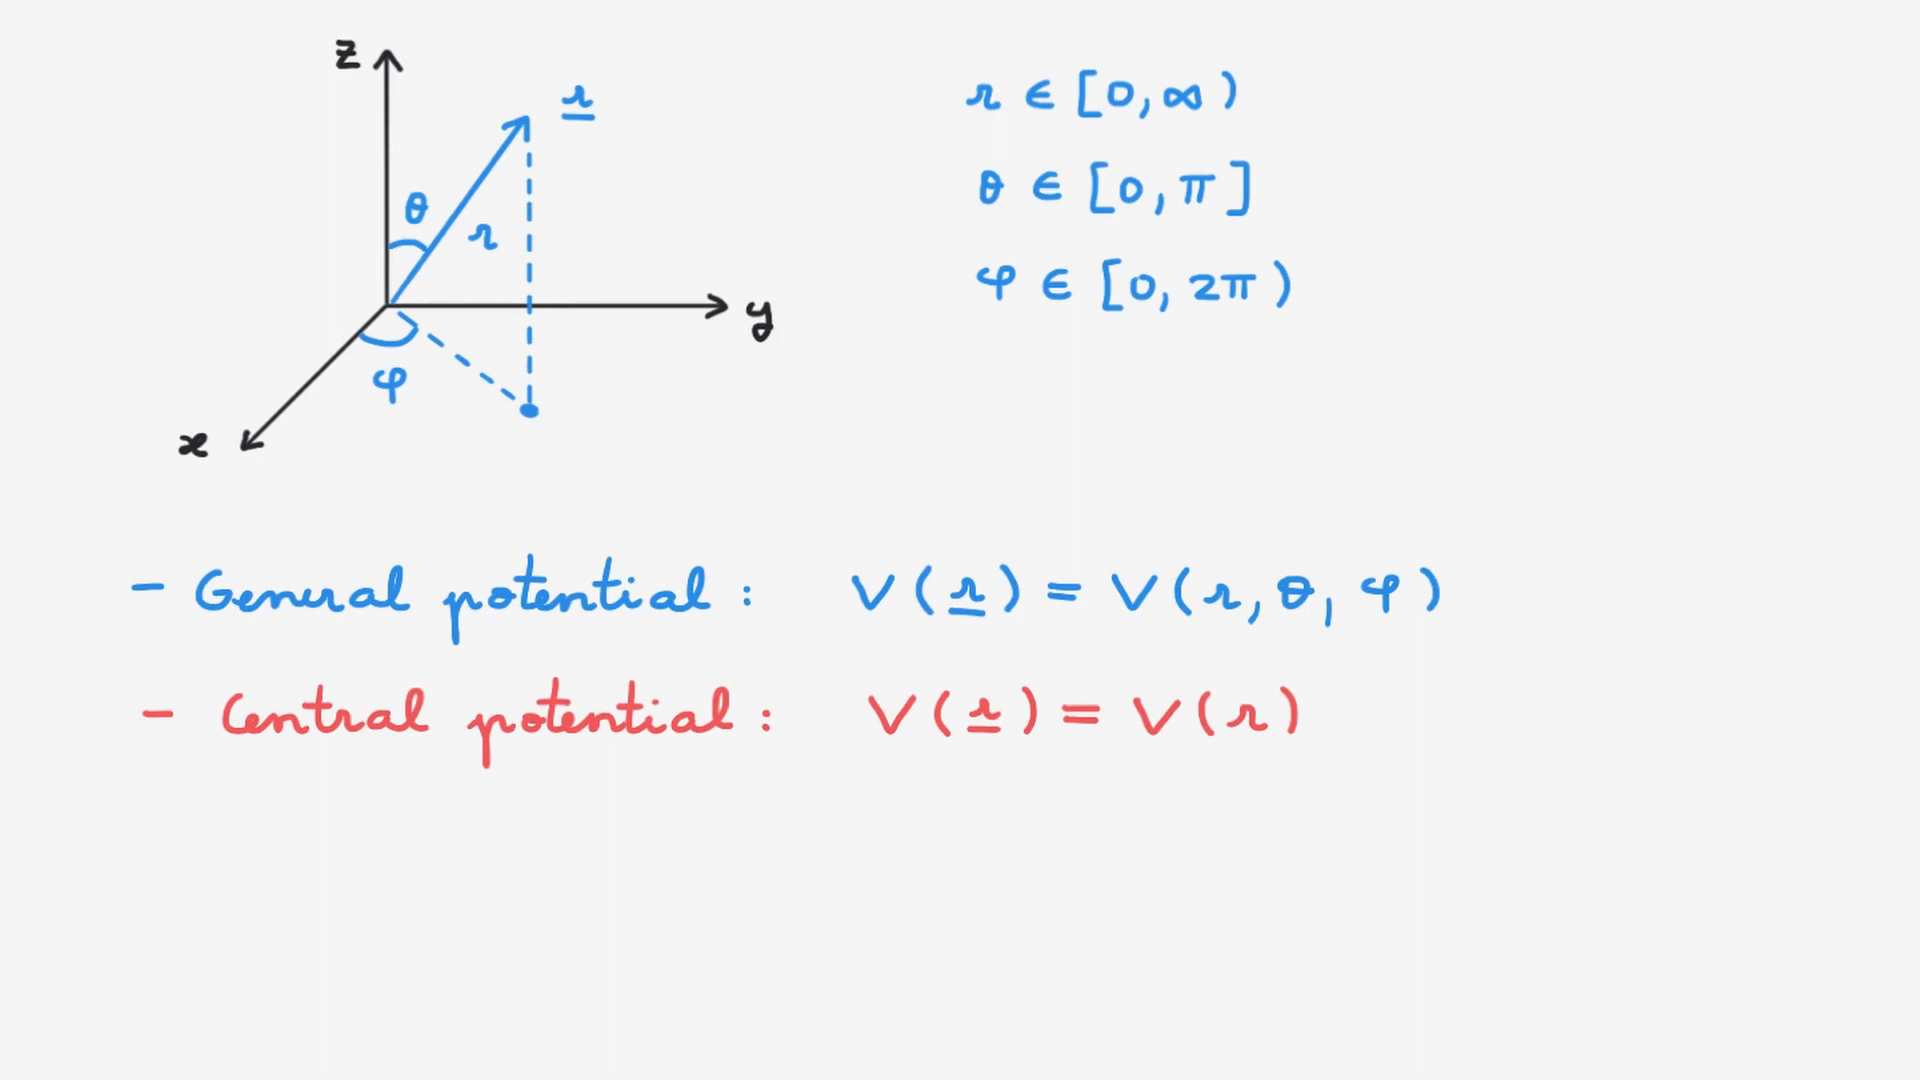 z
r
θ
r
y
φ
x
r ∈ [0, ∞)
θ ∈ [0, π]
φ ∈ [0, 2π)
- General potential: V(r) = V(r, θ, φ)
- Central potential: V(r) = V(r)